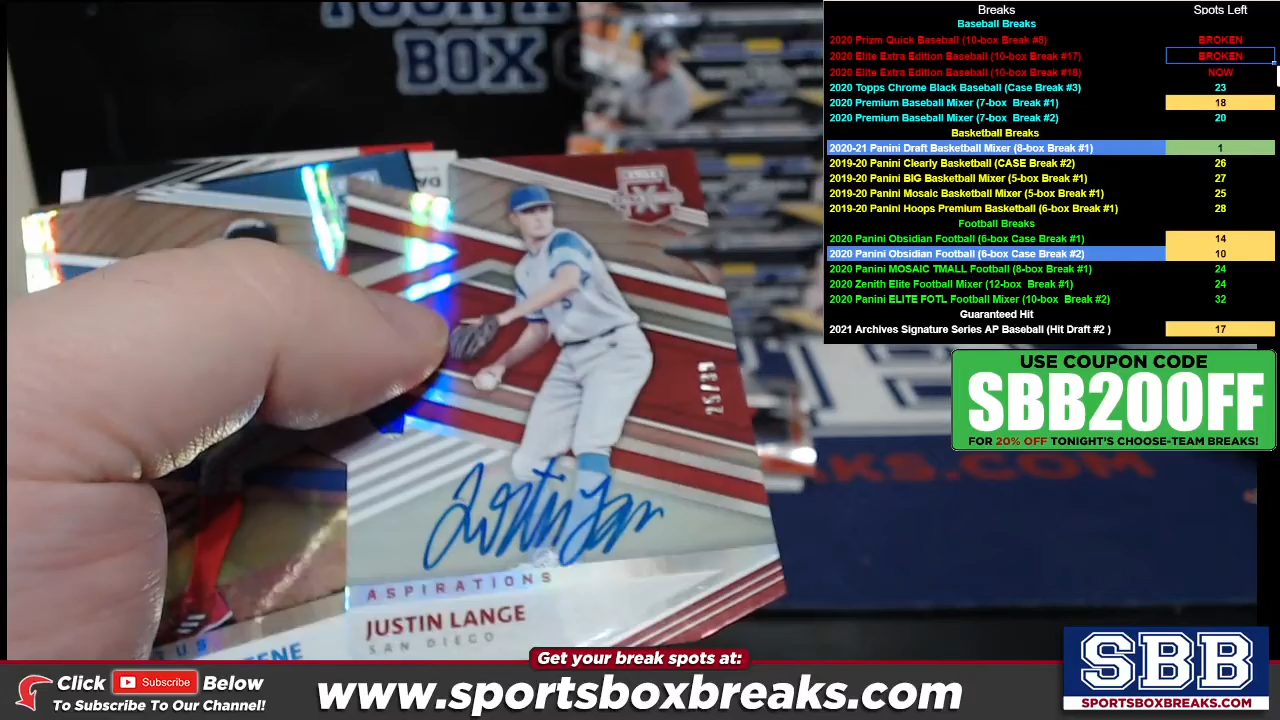 BOX
Breaks Spots Left
Baseball Breaks
2020 Prizm Quick Baseball (10-box Break #8) BROKEN
2020 Elite Extra Edition Baseball (10-box Break #17) BROKEN
2020 Elite Extra Edition Baseball (10-box Break #18) NOW
2020 Topps Chrome Black Baseball (Case Break #3) 23
2020 Premium Baseball Mixer (7-box Break #1) 18
2020 Premium Baseball Mixer (7-box Break #2) 20
Basketball Breaks
2020-21 Panini Draft Basketball Mixer (8-box Break #1) 1
2019-20 Panini Clearly Basketball (CASE Break #2) 26
2019-20 Panini BIG Basketball Mixer (5-box Break #1) 27
2019-20 Panini Mosaic Basketball Mixer (5-box Break #1) 25
2019-20 Panini Hoops Premium Basketball (6-box Break #1) 28
Football Breaks
2020 Panini Obsidian Football (6-box Case Break #1) 14
2020 Panini Obsidian Football (6-box Case Break #2) 10
2020 Panini MOSAIC TMALL Football (8-box Break #1) 24
2020 Zenith Elite Football Mixer (12-box Break #1) 24
2020 Panini ELITE FOTL Football Mixer (10-box Break #2) 32
Guaranteed Hit
2021 Archives Signature Series AP Baseball (Hit Draft #2 ) 17
USE COUPON CODE
SBB20OFF
FOR 20% OFF TONIGHT'S CHOOSE-TEAM BREAKS!
ASPIRATIONS
JUSTIN LANGE
SAN DIEGO
Get your break spots at:
www.sportsboxbreaks.com
Click Subscribe Below
To Subscribe To Our Channel!
SBB
SPORTSBOXBREAKS.COM